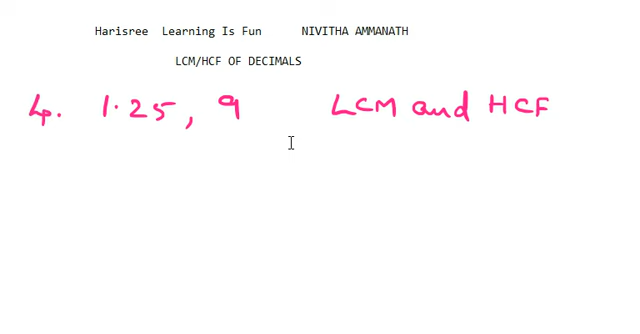 Harisree Learning Is Fun NIVITHA AMMANATH
LCM/HCF OF DECIMALS
4. 1.25, 9 LCM and HCF